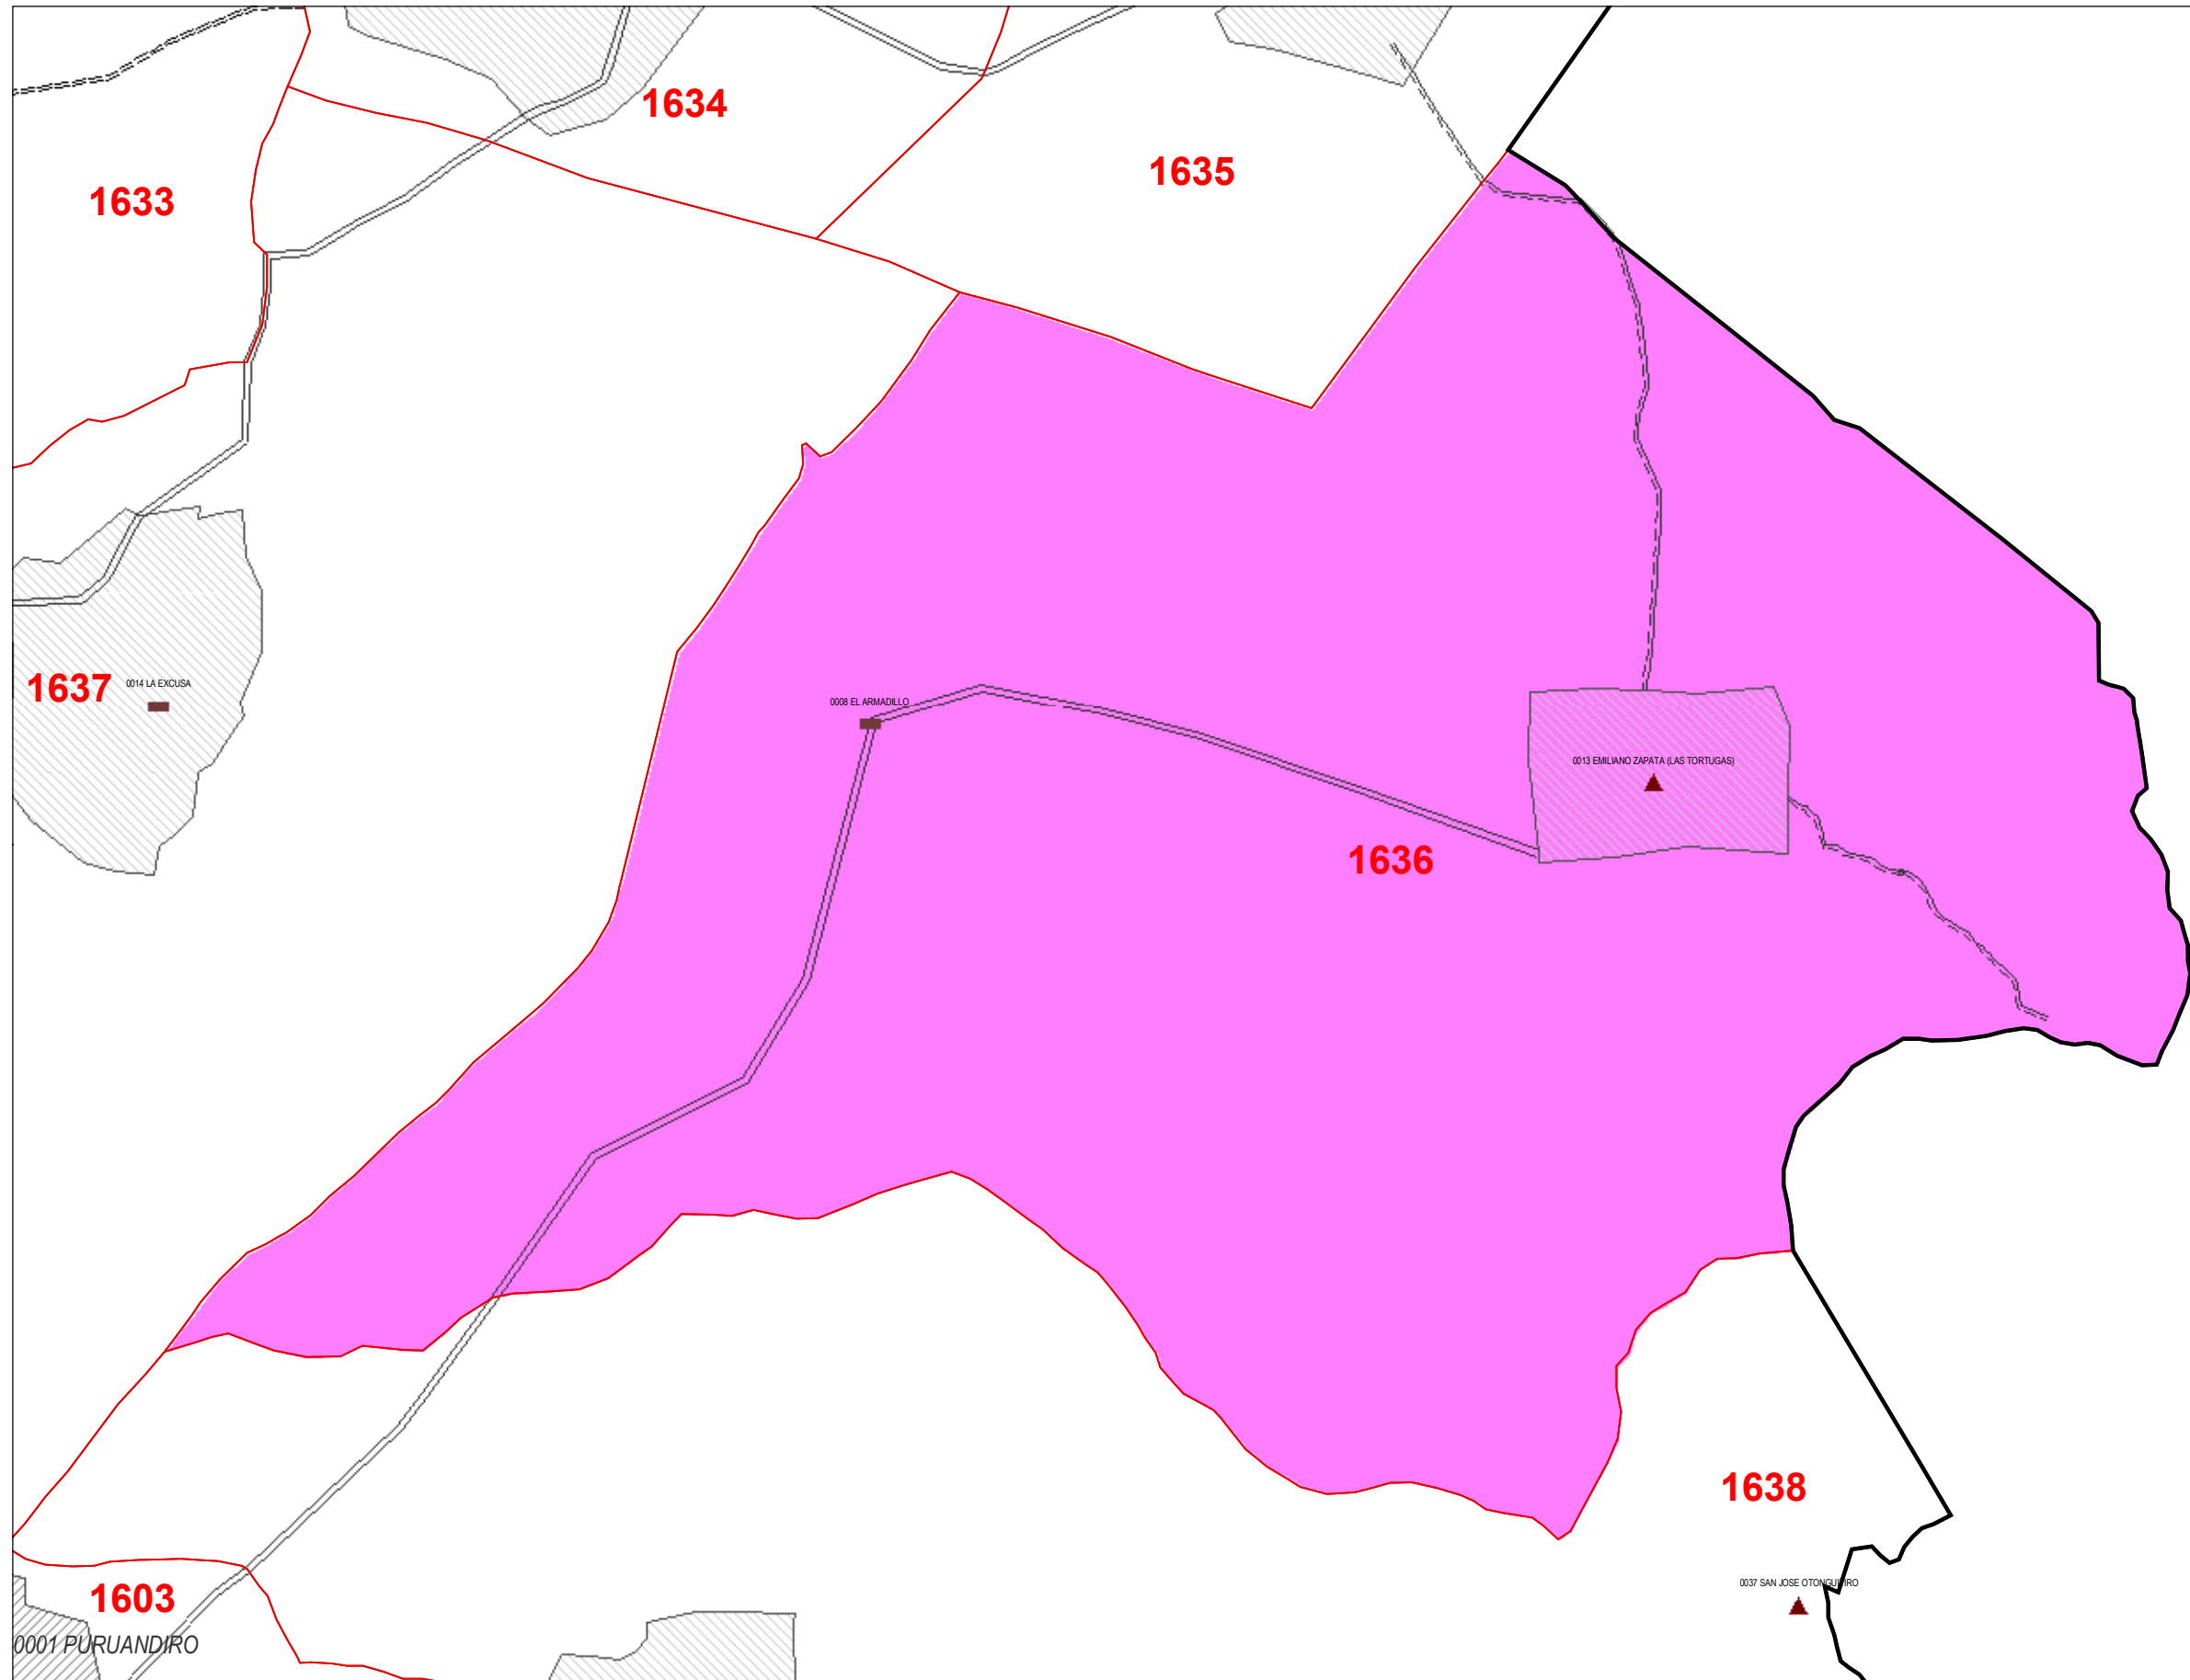 1634
1635
1633
1637
0014 LA EXCUSA
0008 EL ARMADILLO
0013 EMILIANO ZAPATA (LAS TORTUGAS)
1636
1638
0037 SAN JOSE OTONGUEIRO
1603
0001 PURUANDIRO